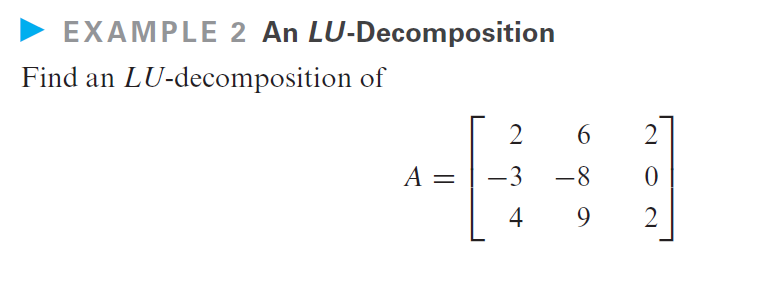 ▶ EXAMPLE 2 An LU-Decomposition
Find an LU-decomposition of
2 6 2
A = −3 −8 0
4 9 2